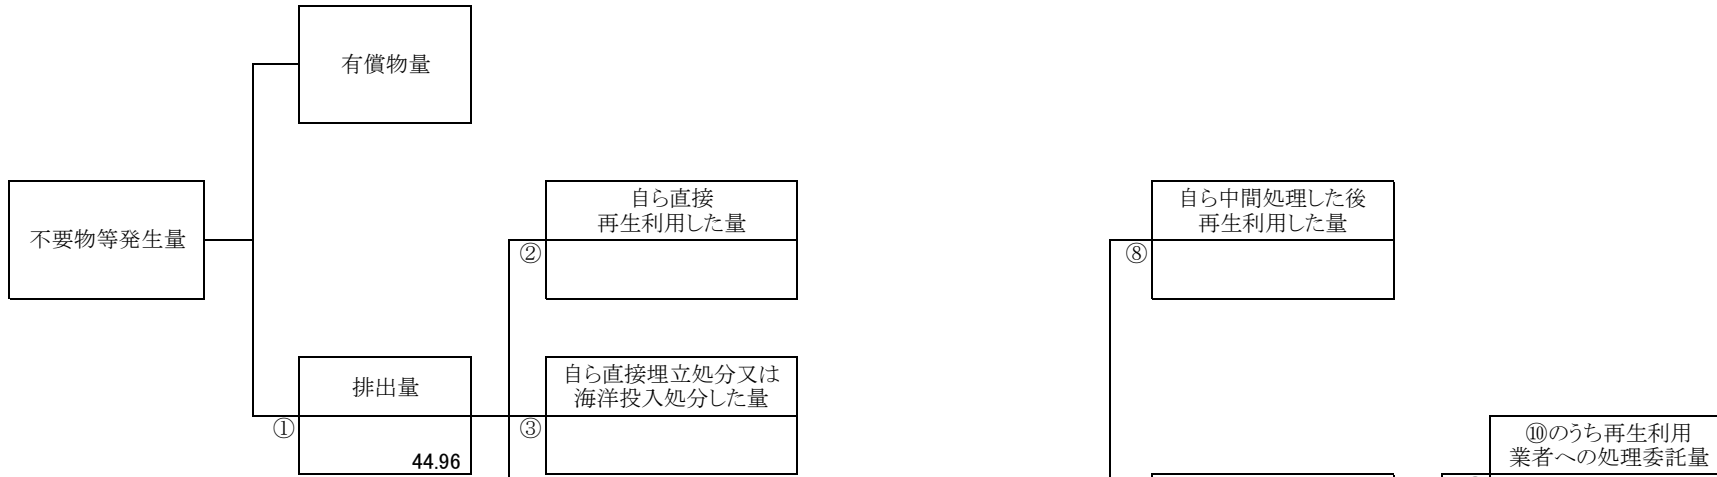 有償物量
不要物等発生量
自ら直接
再生利用した量
②
自ら中間処理した後
再生利用した量
⑧
排出量
①
44.96
自ら直接埋立処分又は
海洋投入処分した量
③
⑩のうち再生利用
業者への処理委託量